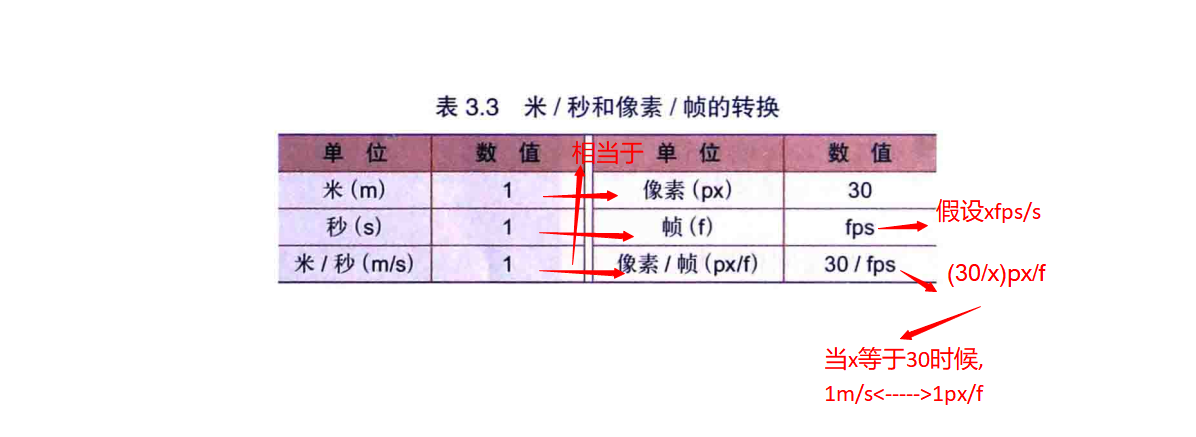 表 3.3 米 / 秒和像素 / 帧的转换
单 位 数 值 相当于 单 位 数 值
米（m） 1 像素（px） 30
秒（s） 1 帧（f） fps 假设xfps/s
米 / 秒（m/s） 1 像素 / 帧（px/f） 30 / fps (30/x)px/f
当x等于30时候,
1m/s<----->1px/f